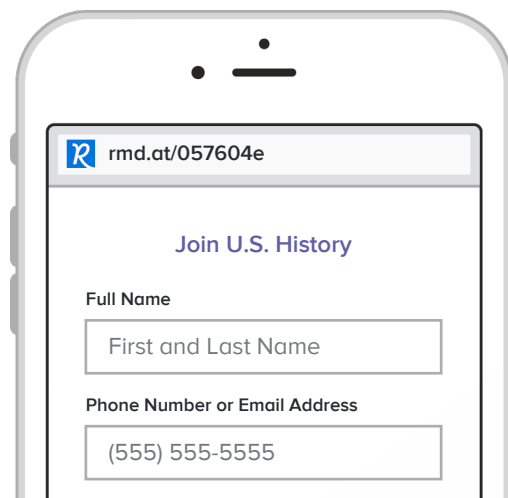 rmd.at/057604e
Join U.S. History
Full Name
First and Last Name
Phone Number or Email Address
(555) 555-5555